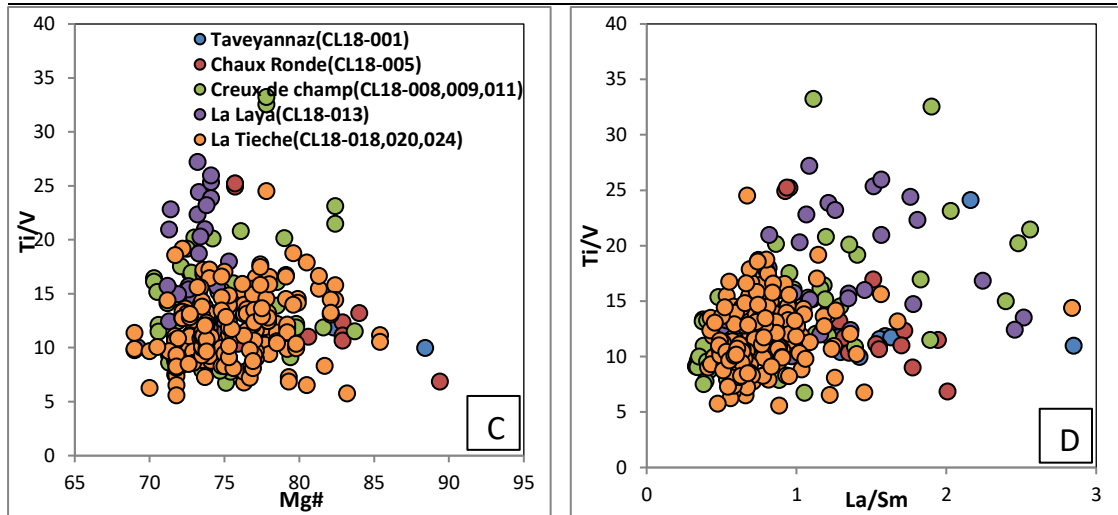 40
35
30
25
20
15
10
5
0
Ti/V
Taveyannaz(CL18-001)
Chaux Ronde(CL18-005)
Creux de champ(CL18-008,009,011)
La Laya(CL18-013)
La Tieche(CL18-018,020,024)
C
65 70 75 80 85 90 95
Mg#
40
35
30
25
20
15
10
5
0
Ti/V
D
0 1 2 3
La/Sm